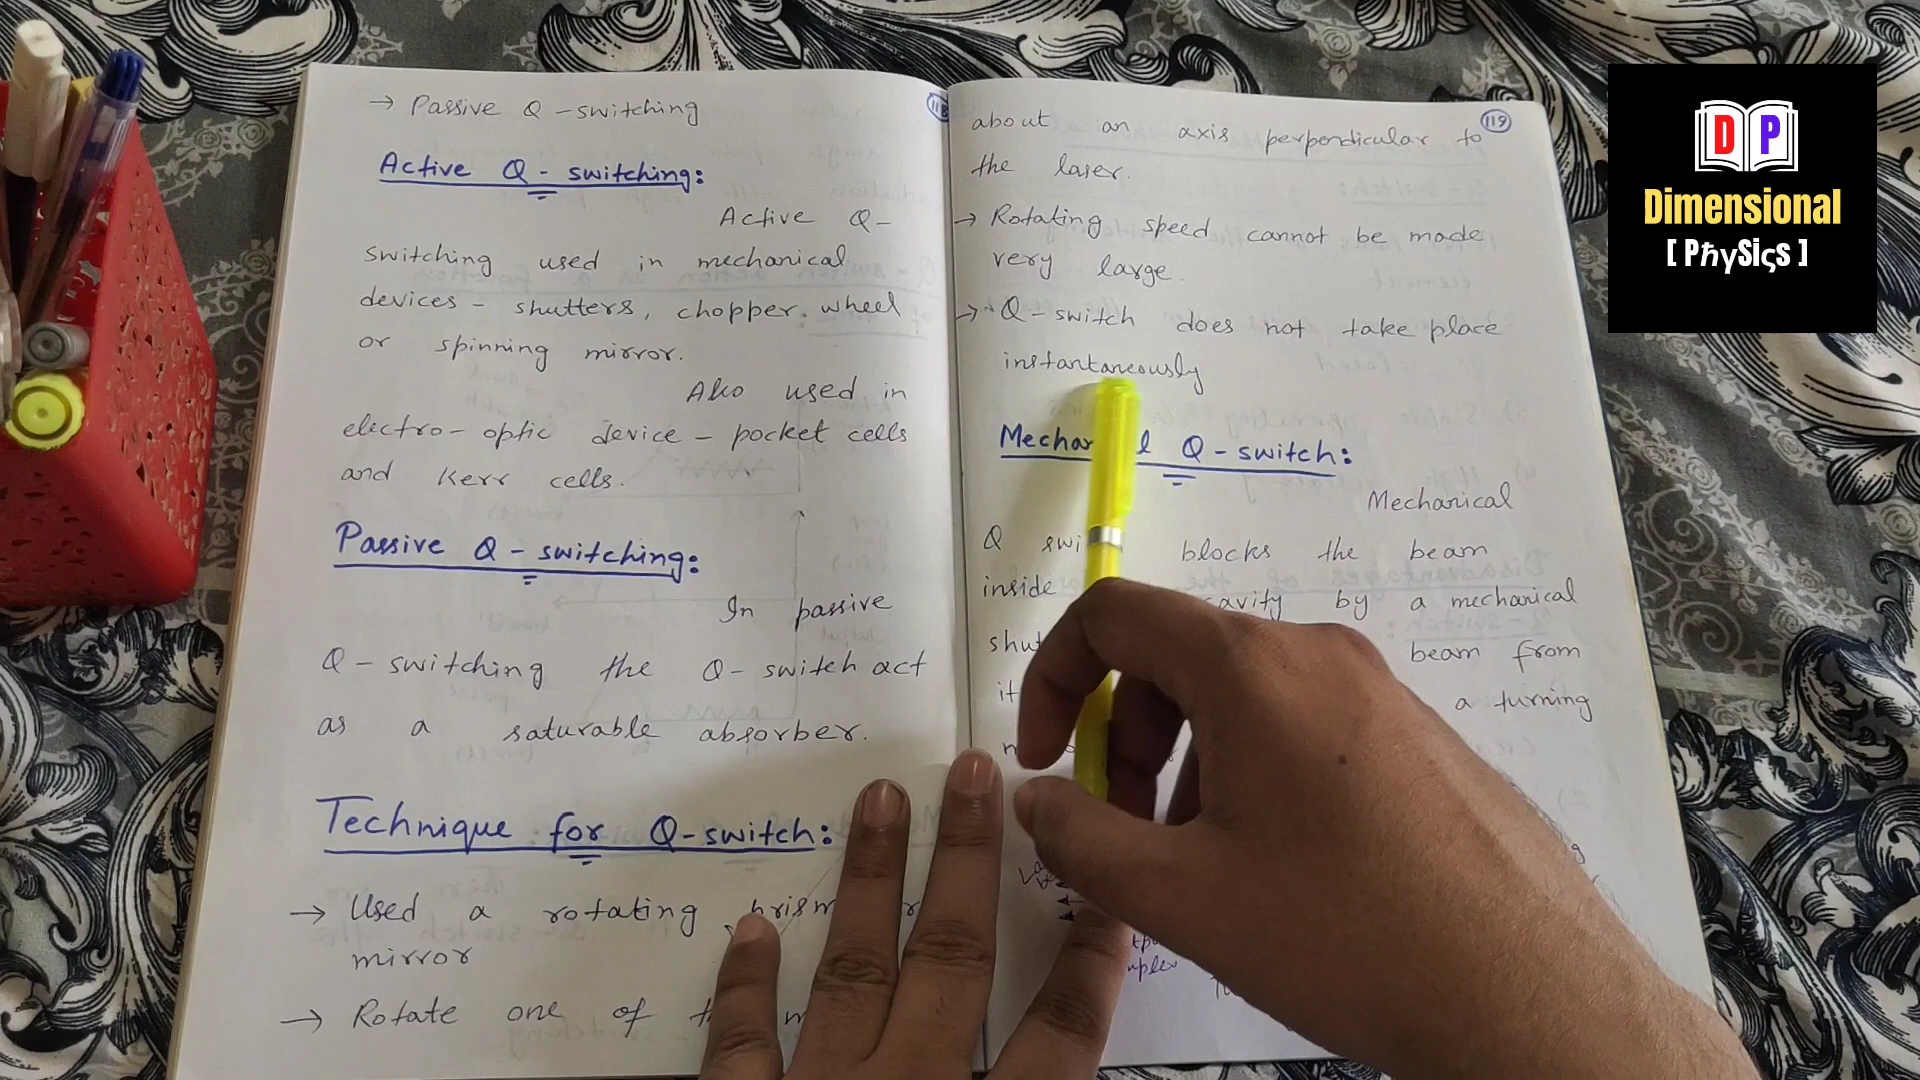 → Passive Q-switching
Active Q-switching:
Active Q-
switching used in mechanical
devices - shutters, chopper wheel
or spinning mirror.
Also used in
electro-optic device - pocket cells
and Kerr cells.
Passive Q-switching:
In passive
Q-switching the Q-switch act
as a saturable absorber.
Technique for Q-switch:
→ Used a rotating
mirror
→ Rotate one of
119
about an axis perpendicular to
the laser.
→ Rotating speed cannot be made
very large.
→ Q-switch does not take place
instantaneously
Q-switch:
Mechanical
Q blocks the beam
inside cavity by a mechanical
beam from
it a turning
DP
Dimensional
[ Physics ]